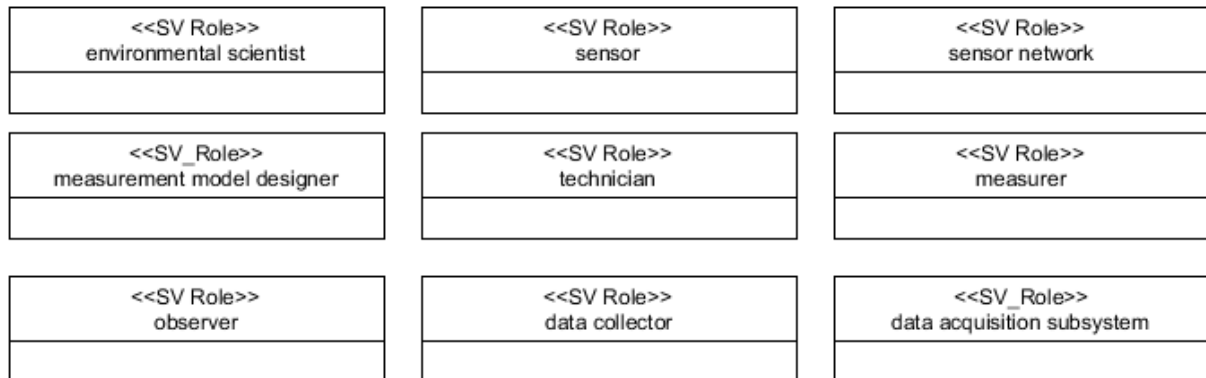 <<SV Role>>
environmental scientist
<<SV Role>>
sensor
<<SV Role>>
sensor network
<<SV_Role>>
measurement model designer
<<SV Role>>
technician
<<SV Role>>
measurer
<<SV Role>>
observer
<<SV Role>>
data collector
<<SV_Role>>
data acquisition subsystem